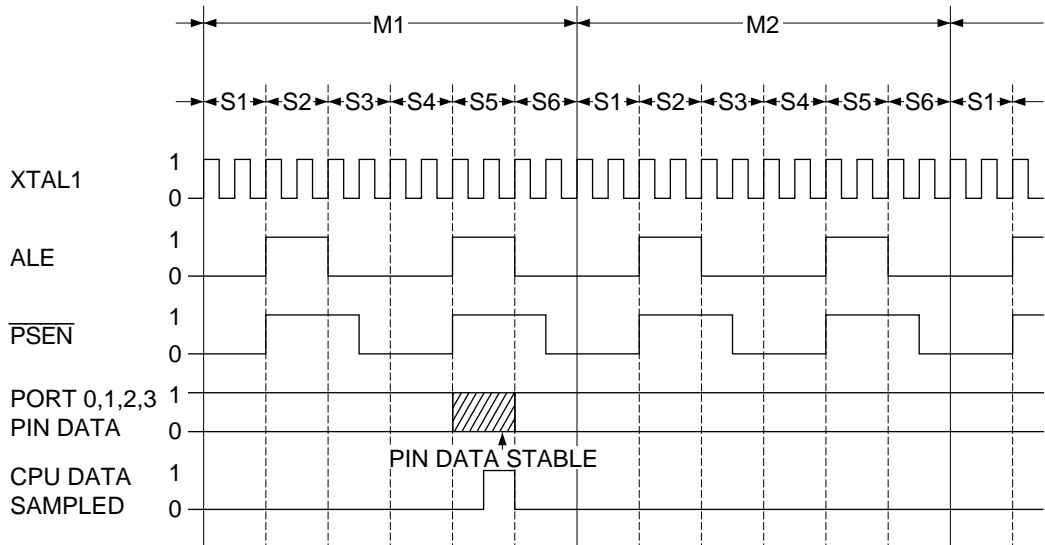 M1 M2
S1 S2 S3 S4 S5 S6 S1 S2 S3 S4 S5 S6 S1
XTAL1 1
0
ALE 1
0
PSEN 1
0
PORT 0,1,2,3 1
PIN DATA 0
PIN DATA STABLE
CPU DATA 1
SAMPLED 0